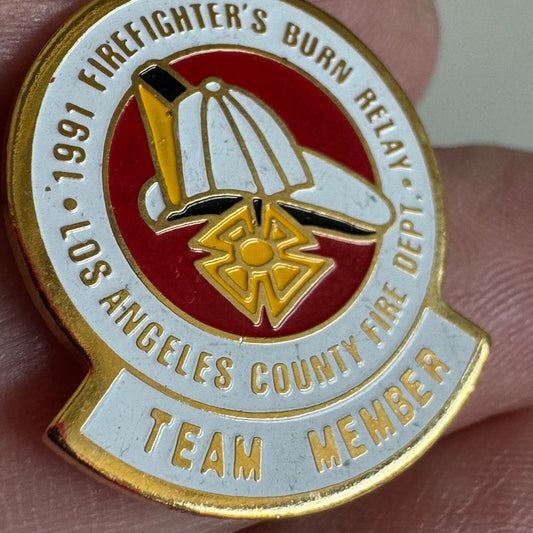 • 1991 FIREFIGHTER'S BURN RELAY •
LOS ANGELES COUNTY FIRE DEPT.
TEAM MEMBER